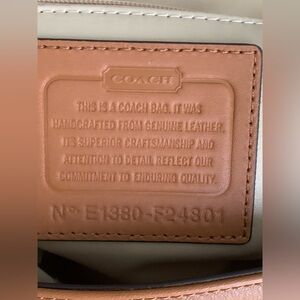 COACH
THIS IS A COACH BAG. IT WAS
HANDCRAFTED FROM GENUINE LEATHER.
ITS SUPERIOR CRAFTSMANSHIP AND
ATTENTION TO DETAIL REFLECT OUR
COMMITMENT TO ENDURING QUALITY.
Nº E1380-F24301